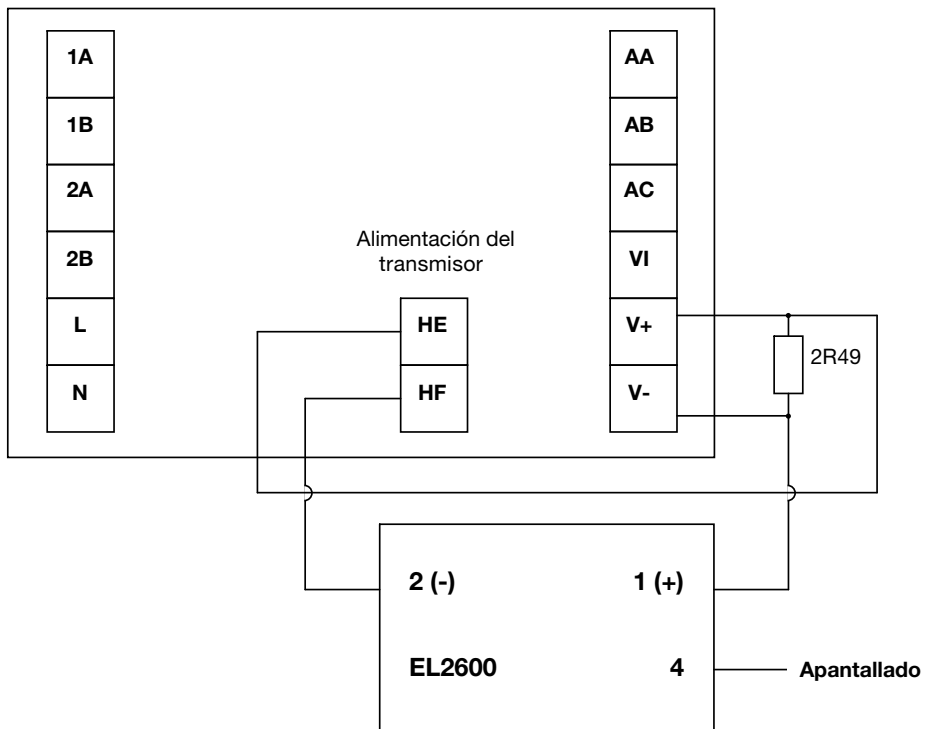 1A
1B
2A
2B
L
N
Alimentación del
transmisor
HE
HF
AA
AB
AC
VI
V+
V-
2R49
2 (-)
1 (+)
EL2600
4
Apantallado